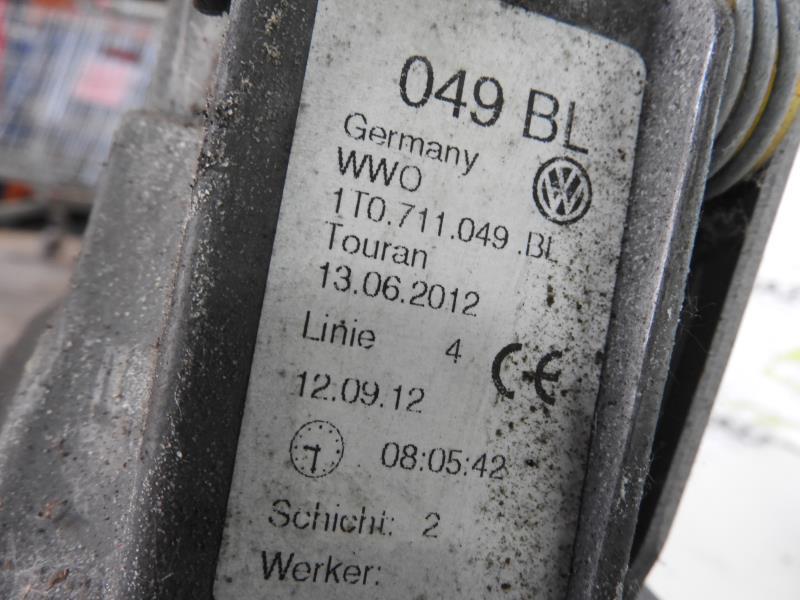 049 BL
Germany
WWO
1T0.711.049 .BL
Touran
13.06.2012
Linie 4 CE
12.09.12
08:05:42
Schicht: 2
Werker: